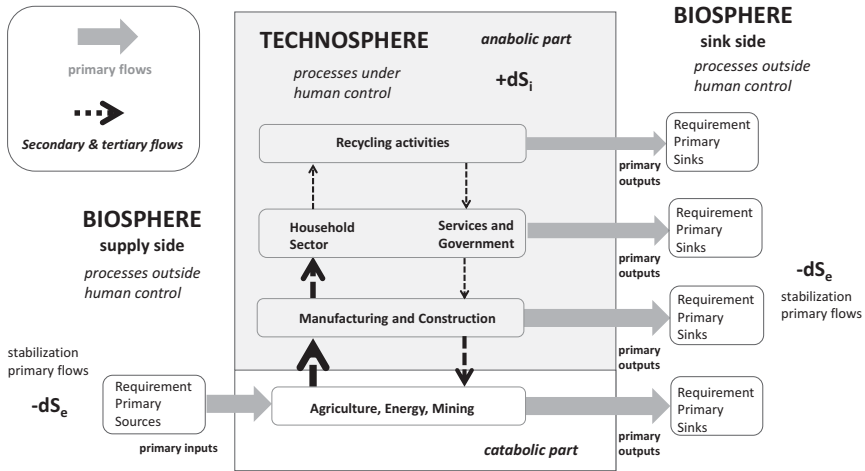 primary flows
Secondary & tertiary flows
TECHNOSPHERE
anabolic part
processes under
human control
+dSi
BIOSPHERE
sink side
processes outside
human control
Recycling activities
primary
outputs
Requirement
Primary
Sinks
BIOSPHERE
supply side
processes outside
human control
Household
Sector
Services and
Government
primary
outputs
Requirement
Primary
Sinks
-dSe
stabilization
primary flows
Manufacturing and Construction
primary
outputs
Requirement
Primary
Sinks
stabilization
primary flows
-dSe
Requirement
Primary
Sources
primary inputs
Agriculture, Energy, Mining
primary
outputs
Requirement
Primary
Sinks
catabolic part